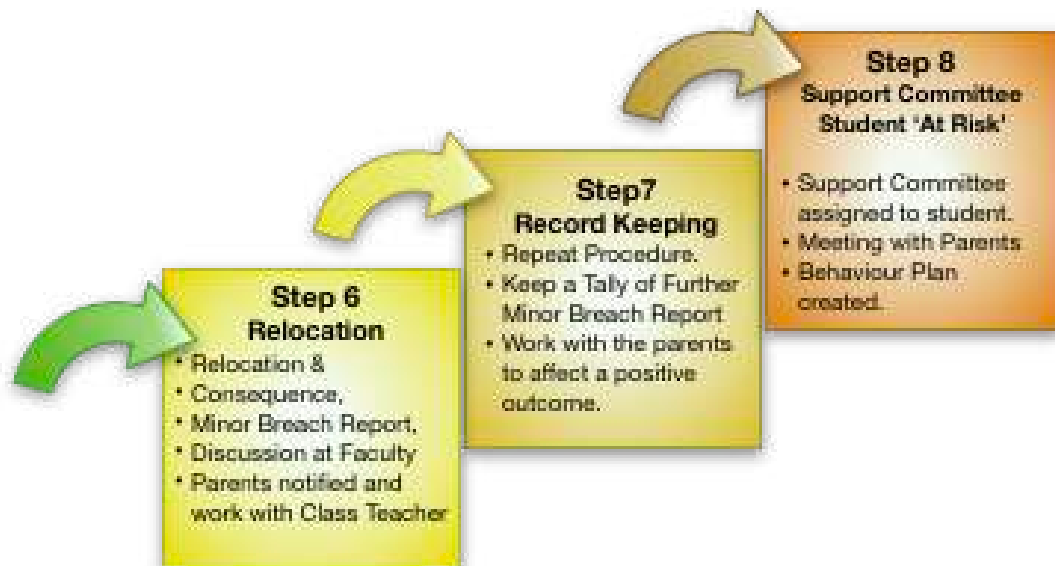 Step 6
Relocation
• Relocation &
• Consequence,
• Minor Breach Report,
• Discussion at Faculty
• Parents notified and
work with Class Teacher
Step7
Record Keeping
• Repeat Procedure.
• Keep a Tally of Further
Minor Breach Report
• Work with the parents
to affect a positive
outcome.
Step 8
Support Committee
Student 'At Risk'
• Support Committee
assigned to student.
• Meeting with Parents
• Behaviour Plan
created.